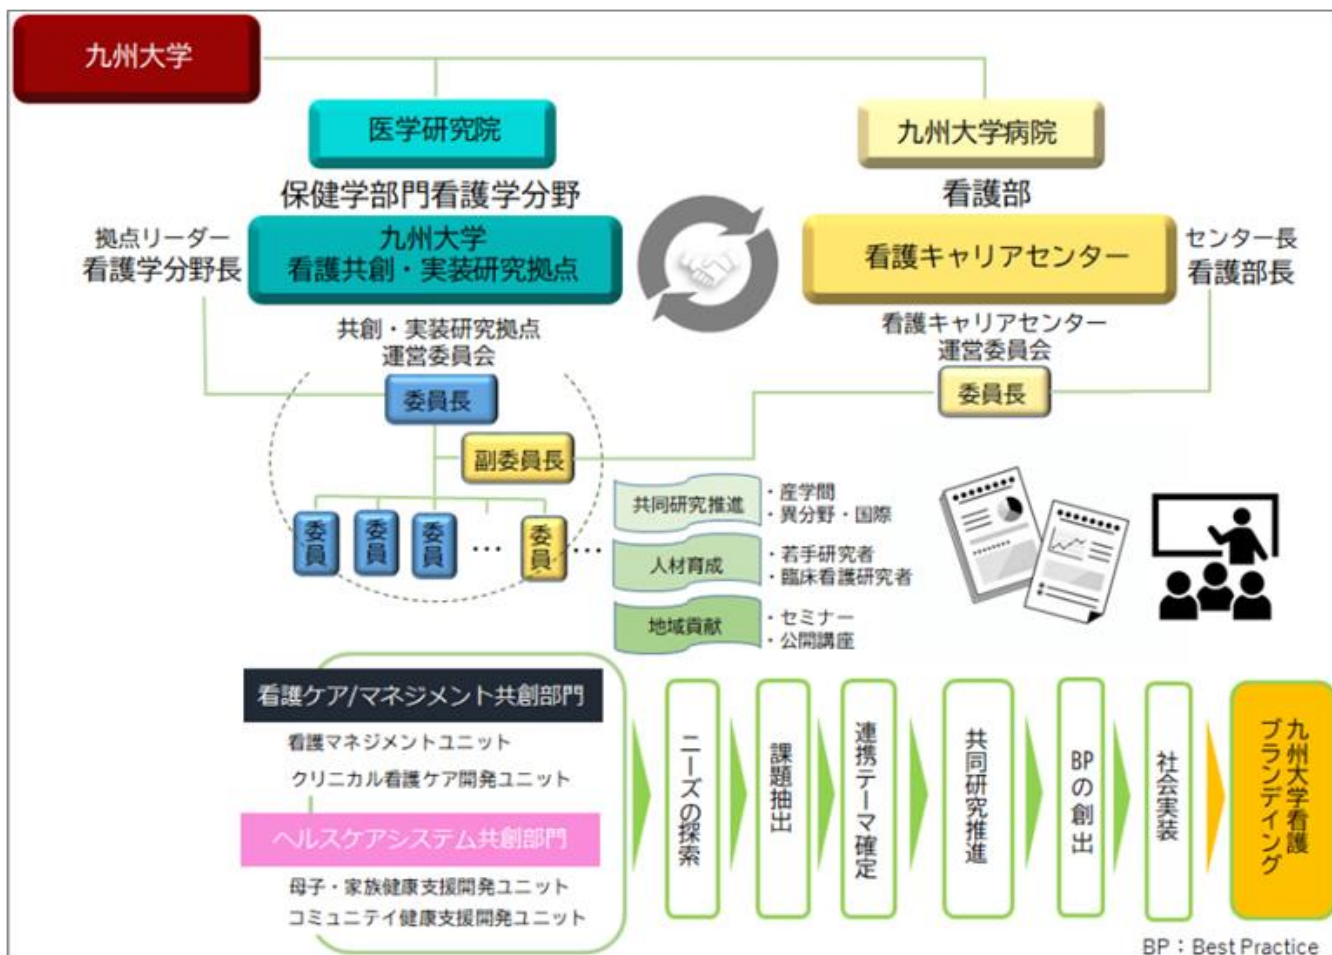 九州大学
医学研究院
九州大学病院
保健学部門看護学分野
看護部
拠点リーダー
看護学分野長
九州大学
看護共創・実装研究拠点
看護キャリアセンター
センター長
看護部長
共創・実装研究拠点
運営委員会
看護キャリアセンター
運営委員会
委員長
委員長
副委員長
委員
委員
委員
…
委員
…
共同研究推進
・産学間
・異分野・国際
人材育成
・若手研究者
・臨床看護研究者
地域貢献
・セミナー
・公開講座
看護ケア/マネジメント共創部門
看護マネジメントユニット
クリニカル看護ケア開発ユニット
ヘルスケアシステム共創部門
母子・家族健康支援開発ユニット
コミュニテイ健康支援開発ユニット
ニーズの探索
課題抽出
連携テーマ確定
共同研究推進
BPの創出
社会実装
九州大学看護
ブランデイング
BP：Best Practice